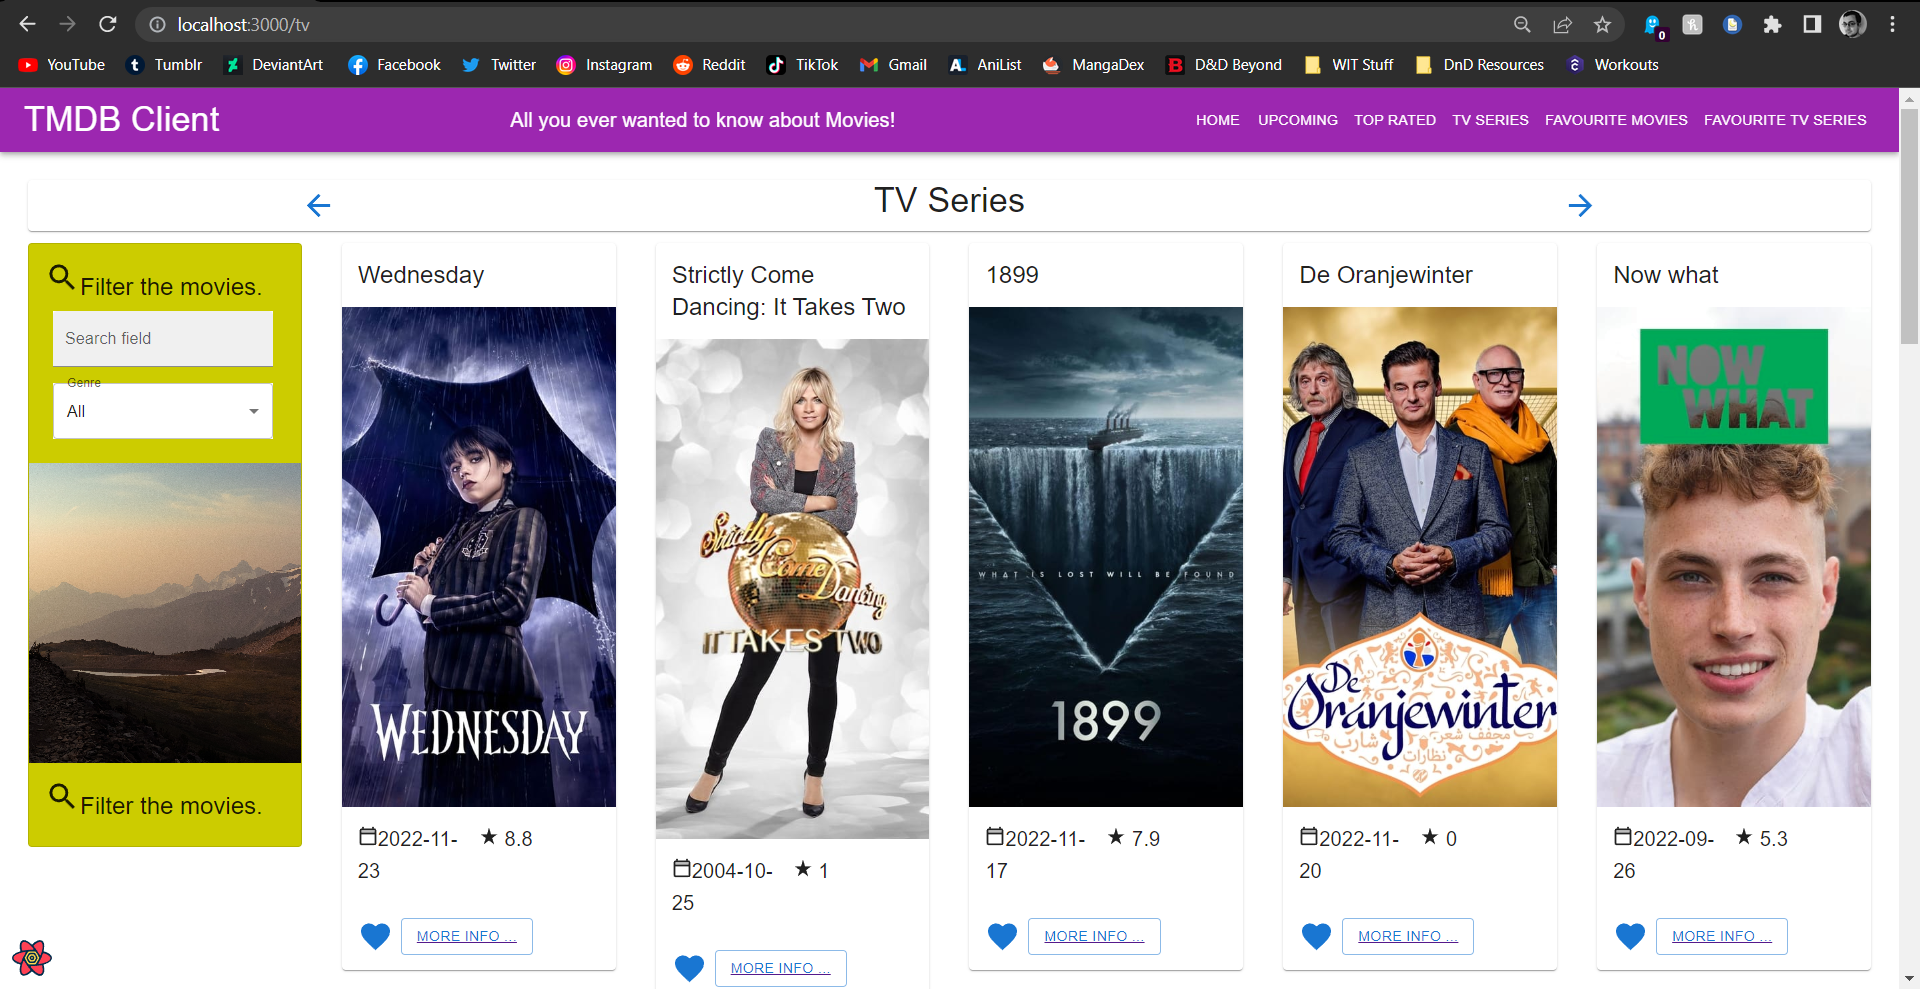 localhost:3000/tv
0
YouTube Tumblr DeviantArt Facebook Twitter Instagram Reddit TikTok Gmail AniList MangaDex D&D Beyond WIT Stuff DnD Resources Workouts
TMDB Client
All you ever wanted to know about Movies!
HOME UPCOMING TOP RATED TV SERIES FAVOURITE MOVIES FAVOURITE TV SERIES
TV Series
Filter the movies.
Search field
Genre
All
Filter the movies.
Wednesday
WEDNESDAY
2022-11-
23
8.8
MORE INFO ...
Strictly Come
Dancing: It Takes Two
Strictly
Come
Dancing
IT TAKES TWO
2004-10-
25
1
MORE INFO ...
1899
WHAT IS LOST WILL BE FOUND
1899
2022-11-
17
7.9
MORE INFO ...
De Oranjewinter
De
Oranjewinter
2022-11-
20
0
MORE INFO ...
Now what
NOW
WHAT
2022-09-
26
5.3
MORE INFO ...